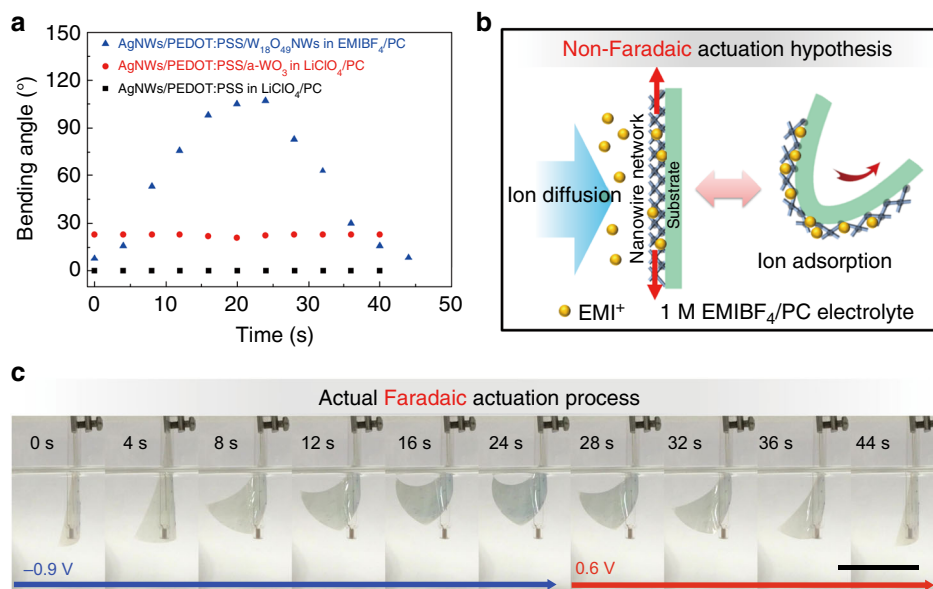 a
150
120
90
60
30
0
Bending angle (°)
AgNWs/PEDOT:PSS/W₁₈O₄₉NWs in EMIBF₄/PC
AgNWs/PEDOT:PSS/a-WO₃ in LiClO₄/PC
AgNWs/PEDOT:PSS in LiClO₄/PC
0 10 20 30 40 50
Time (s)
b
Non-Faradaic actuation hypothesis
Ion diffusion
Nanowire network
Substrate
Ion adsorption
EMI⁺ 1 M EMIBF₄/PC electrolyte
c
Actual Faradaic actuation process
0 s 4 s 8 s 12 s 16 s 24 s 28 s 32 s 36 s 44 s
–0.9 V 0.6 V